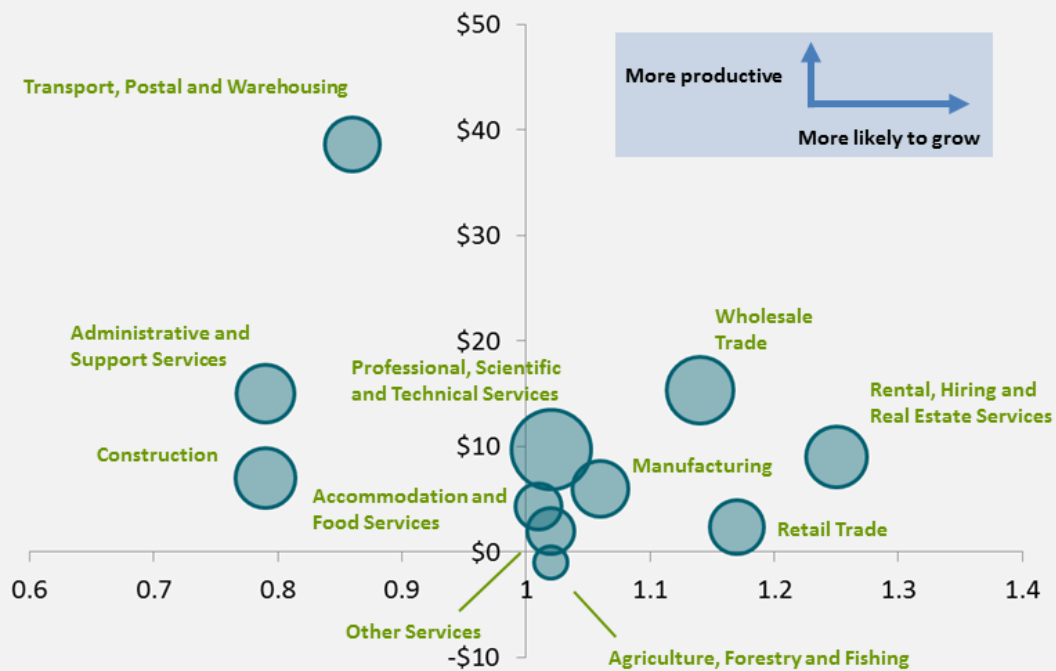 $50
More productive
More likely to grow
Transport, Postal and Warehousing
$40
$30
$20
Administrative and
Support Services
Professional, Scientific
and Technical Services
Wholesale
Trade
Rental, Hiring and
Real Estate Services
$10
Construction
Manufacturing
Accommodation and
Food Services
Retail Trade
$0
0.6 0.7 0.8 0.9 1 1.1 1.2 1.3 1.4
Other Services
Agriculture, Forestry and Fishing
-$10